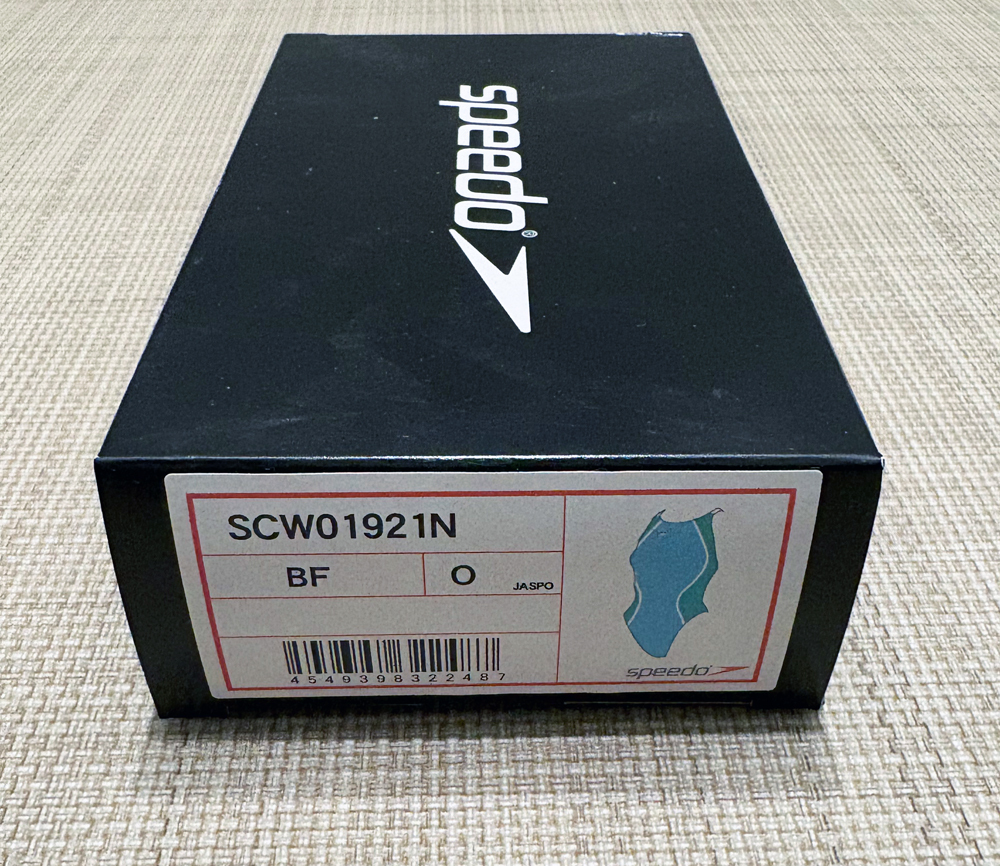 speedo®
SCW01921N
BF
O
JASPO
4549398322487
speedo